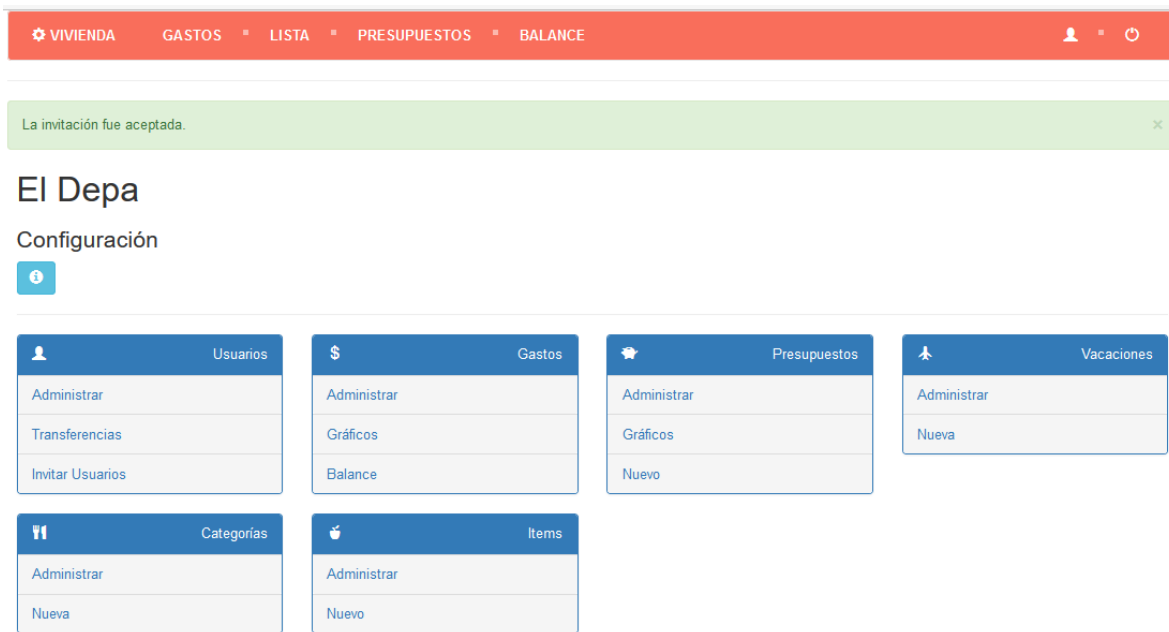 VIVIENDA GASTOS LISTA PRESUPUESTOS BALANCE
La invitación fue aceptada.
El Depa
Configuración
Usuarios
Administrar
Transferencias
Invitar Usuarios
$ Gastos
Administrar
Gráficos
Balance
Presupuestos
Administrar
Gráficos
Nuevo
Vacaciones
Administrar
Nueva
Categorías
Administrar
Nueva
Items
Administrar
Nuevo